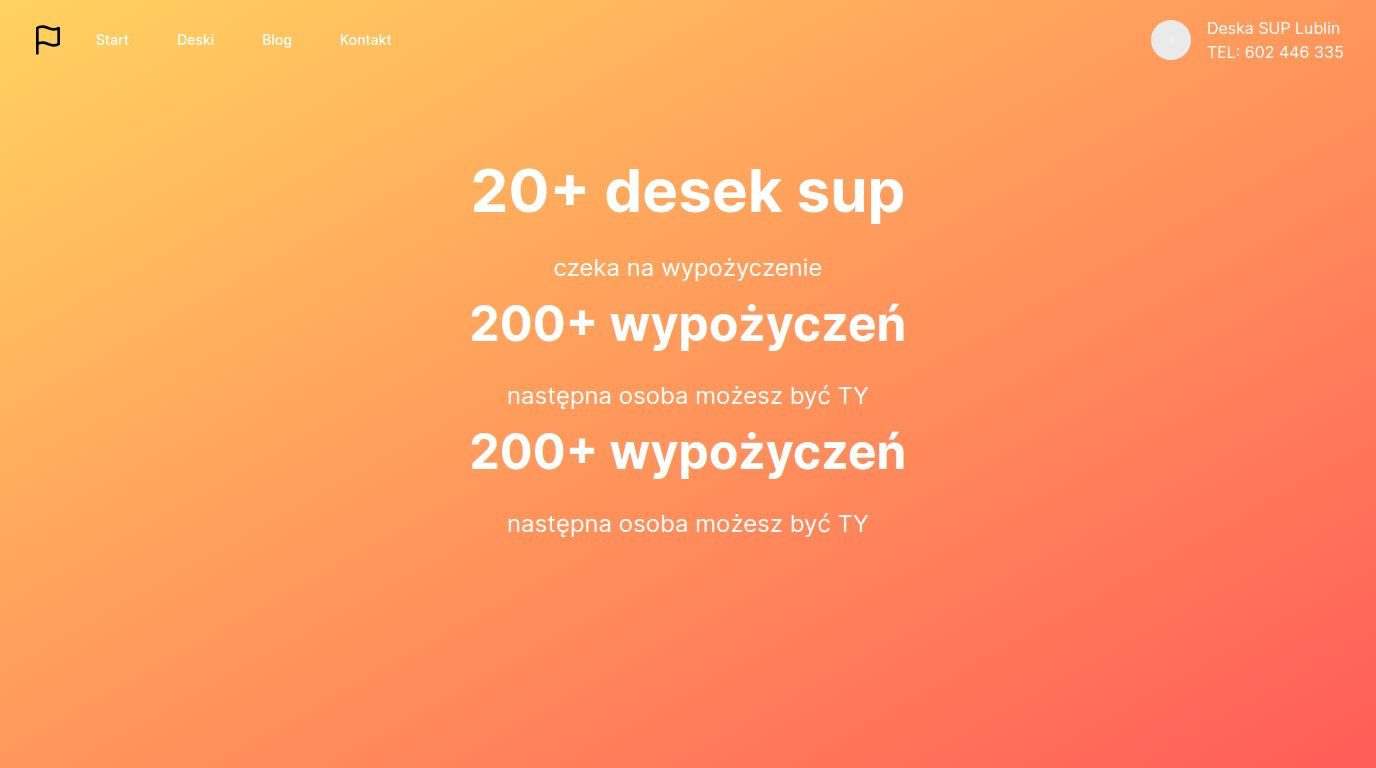 Start
Deski
Blog
Kontakt
Deska SUP Lublin
TEL: 602 446 335
20+ desek sup
czeka na wypożyczenie
200+ wypożyczeń
następna osoba możesz być TY
200+ wypożyczeń
następna osoba możesz być TY